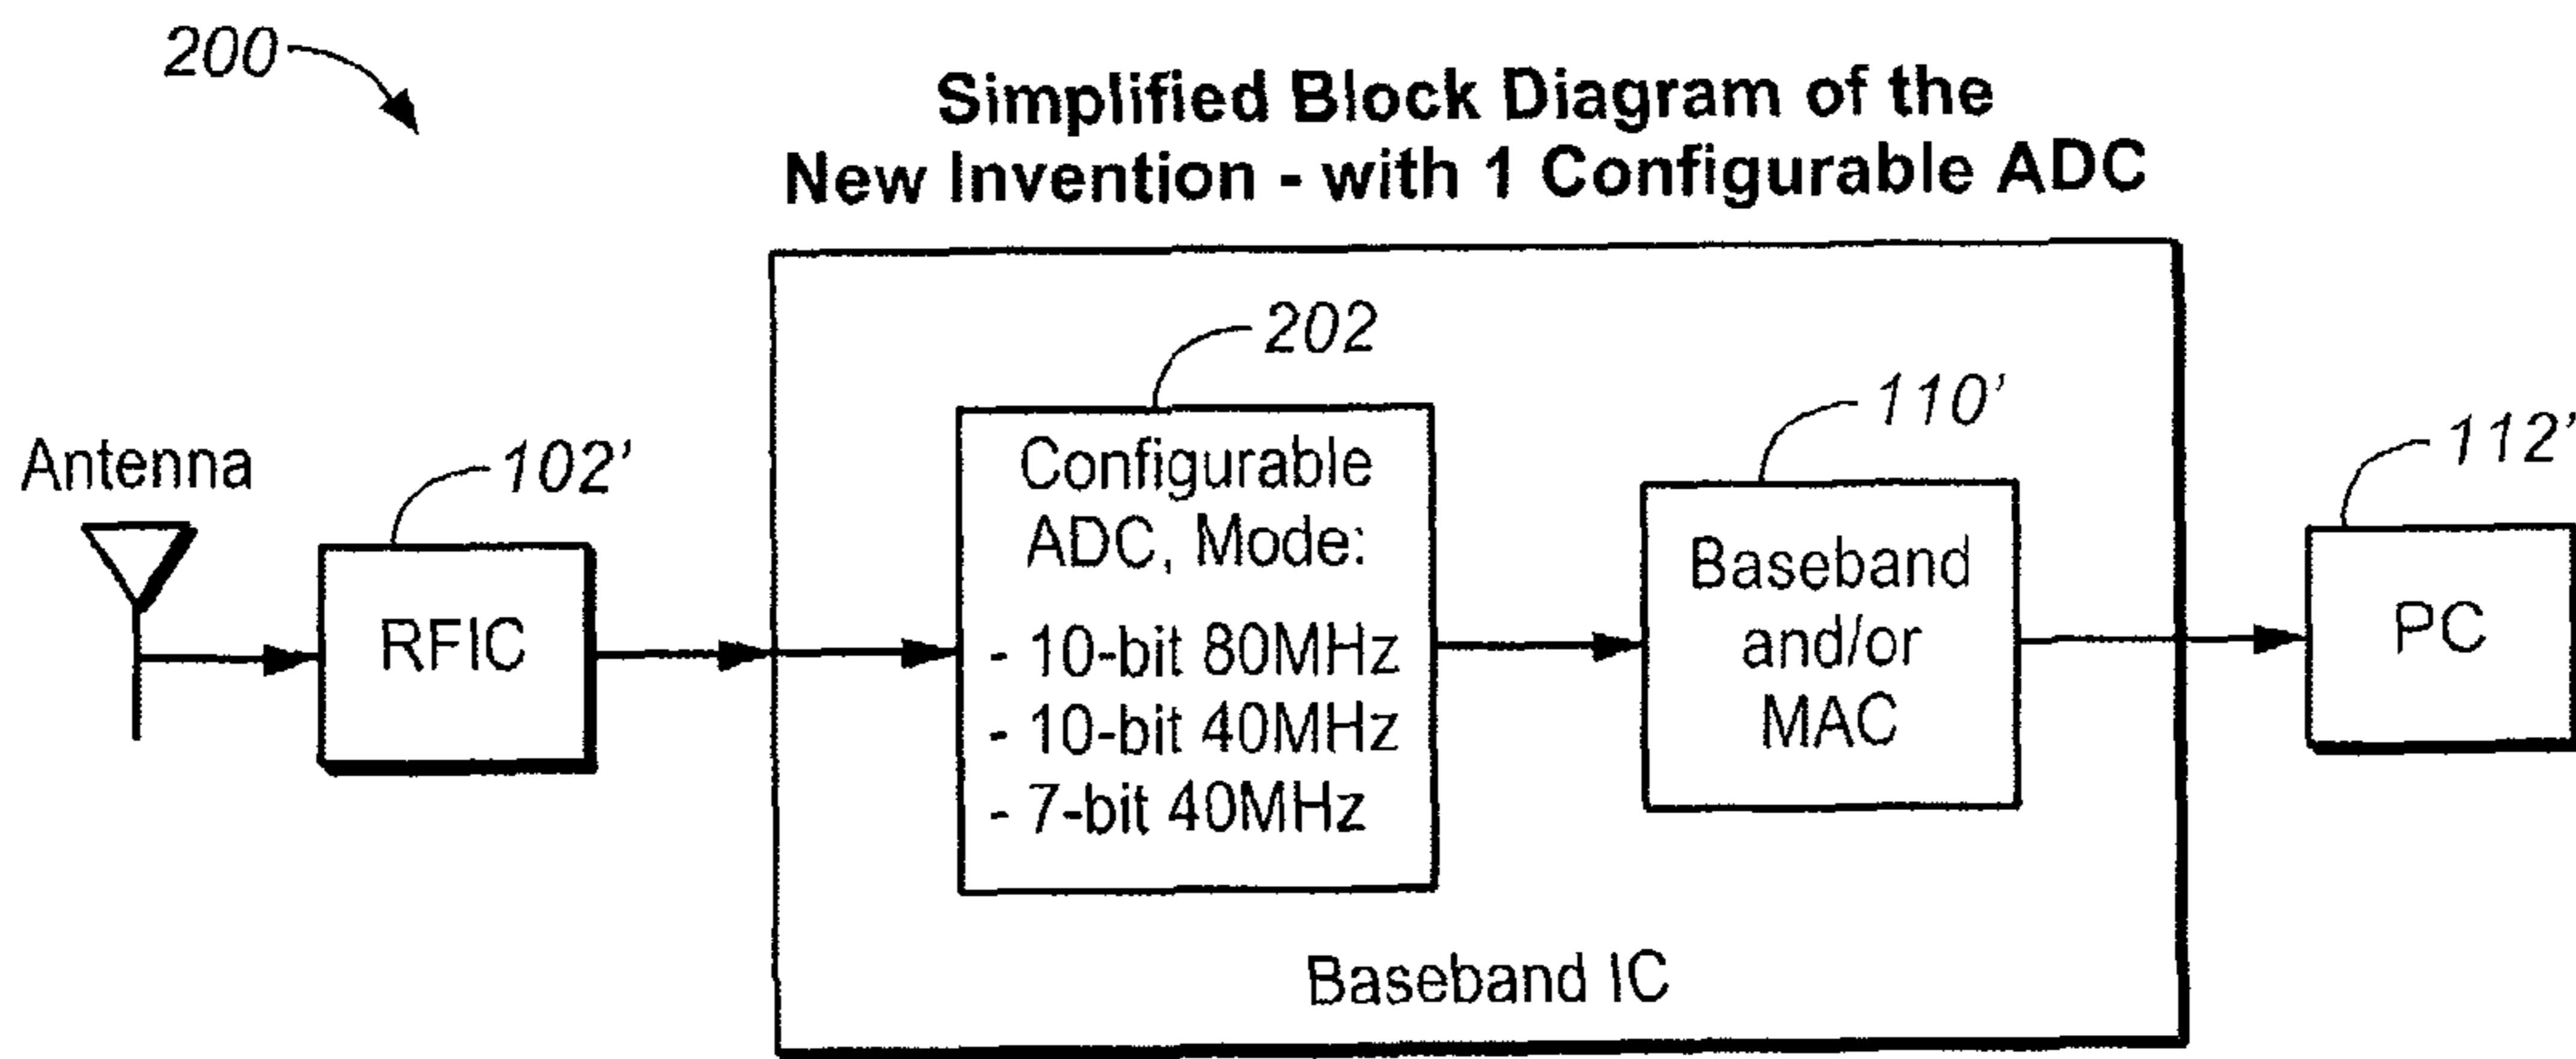 200
Simplified Block Diagram of the
New Invention - with 1 Configurable ADC
Antenna
102'
RFIC
202
Configurable
ADC, Mode:
- 10-bit 80MHz
- 10-bit 40MHz
- 7-bit 40MHz
110'
Baseband
and/or
MAC
Baseband IC
112'
PC